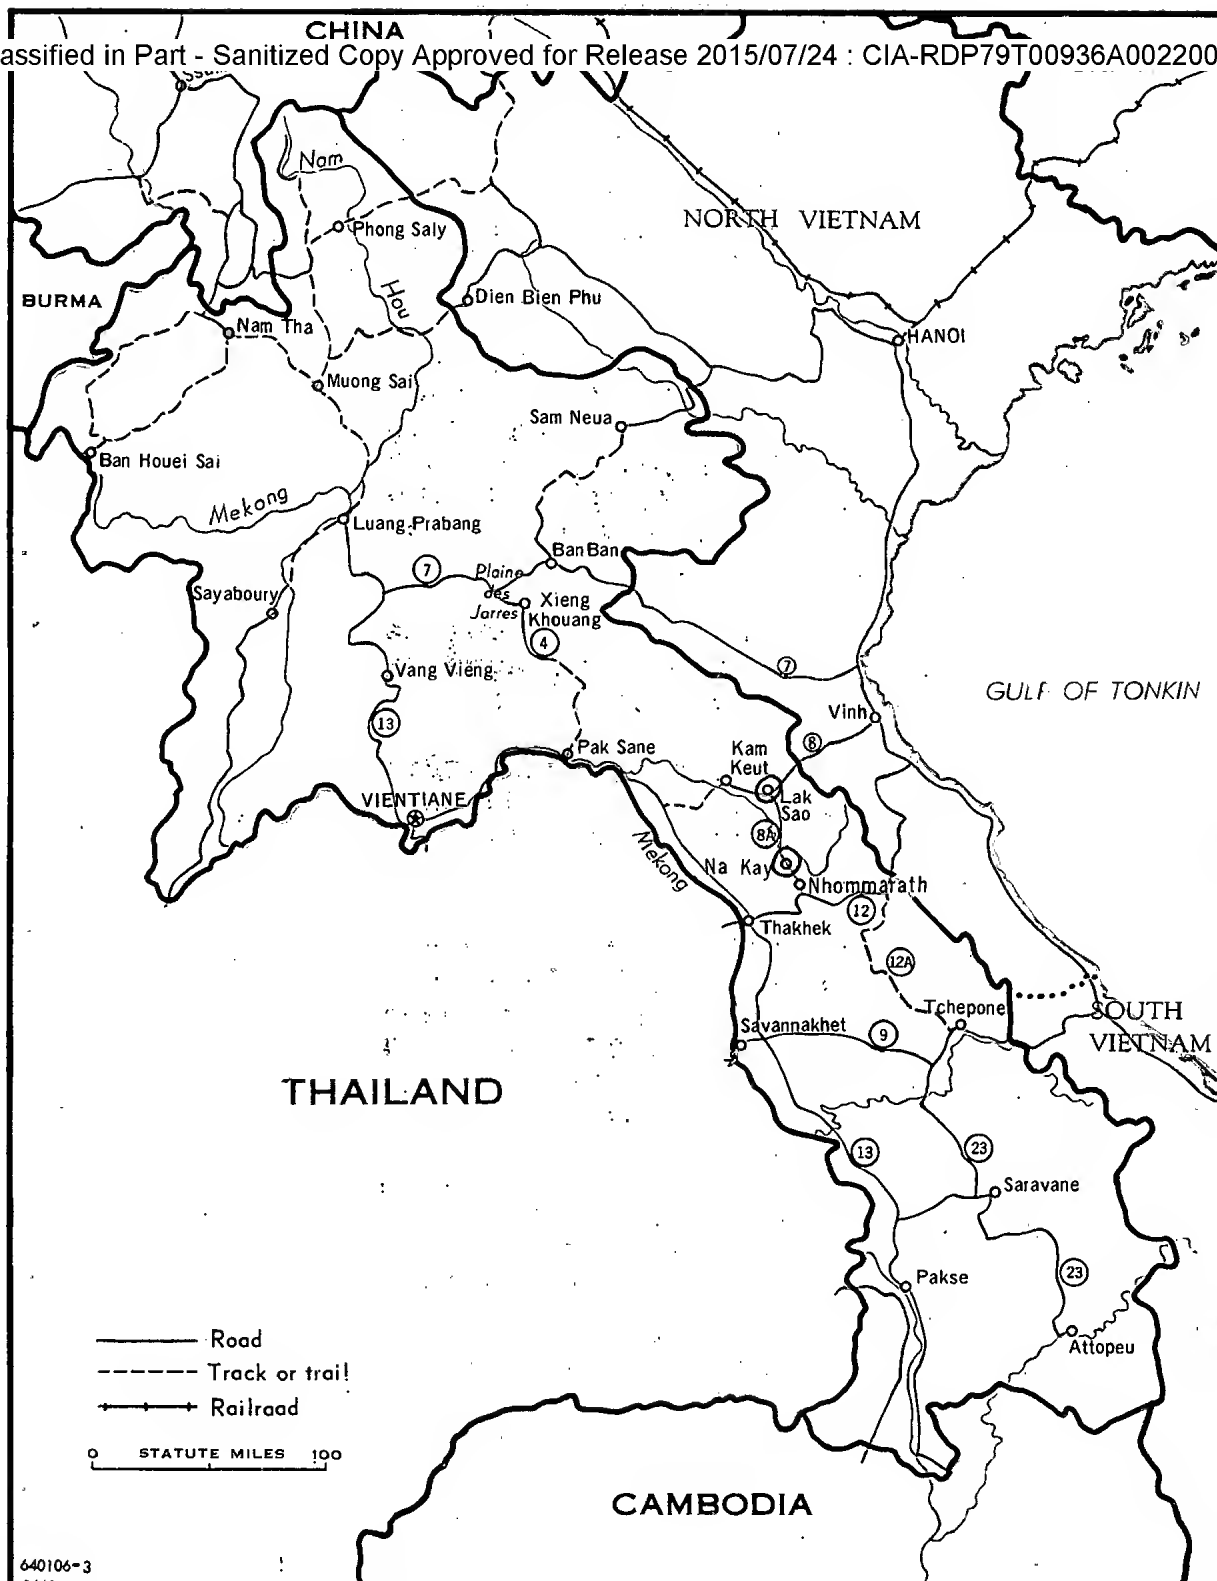 CHINA
assified in Part - Sanitized Copy Approved for Release 2015/07/24 : CIA-RDP79T00936A002200
Nam
Phong Saly
NORTH VIETNAM
Hou
BURMA
Dien Bien Phu
Nam Tha
HANOI
Muong Sai
Sam Neua
Ban Houei Sai
Mekong
Luang Prabang
Ban Ban
7
Plaine
des
Jarres
Sayaboury
Xieng
Khouang
4
7
Vang Vieng
GULF OF TONKIN
13
Vinh
8
Pak Sane
Kam
Keut
VIENTIANE
Lak
Sao
8A
Mekong
Na Kay
Nhommarath
12
Thakhek
12A
Tchepone
SOUTH
VIETNAM
Savannakhet
9
THAILAND
13
23
Saravane
23
Pakse
Attopeu
Road
Track or trail
Railroad
0 STATUTE MILES 100
CAMBODIA
640106-3